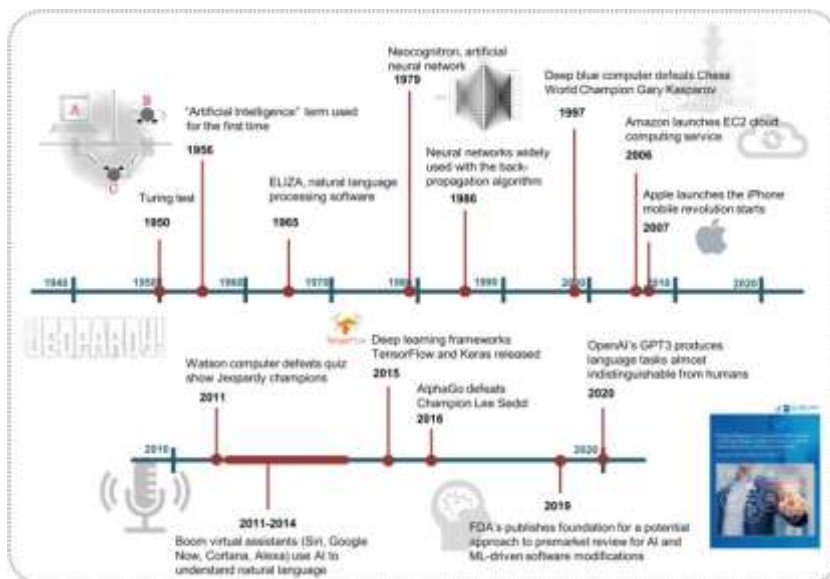 Neocognitron, artificial
neural network
1979
Deep blue computer defeats Chess
World Champion Gary Kasparov
1997
A
B
C
"Artificial Intelligence" term used
for the first time
1956
Amazon launches EC2 cloud
computing service
2006
ELIZA, natural language
processing software
1965
Neural networks widely
used with the back-
propagation algorithm
1986
Turing test
1950
Apple launches the iPhone
mobile revolution starts
2007
1940
1950
1960
1970
1980
1990
2000
2010
2020
JEOPARDY!
Watson computer defeats quiz
show Jeopardy champions
2011
Deep learning frameworks
TensorFlow and Keras released
2015
AlphaGo defeats
Champion Lee Sedol
2016
OpenAI's GPT3 produces
language tasks almost
indistinguishable from humans
2020
2010
2020
2011-2014
Boom virtual assistants (Siri, Google
Now, Cortana, Alexa) use AI to
understand natural language
2019
FDA's publishes foundation for a potential
approach to premarket review for AI and
ML-driven software modifications